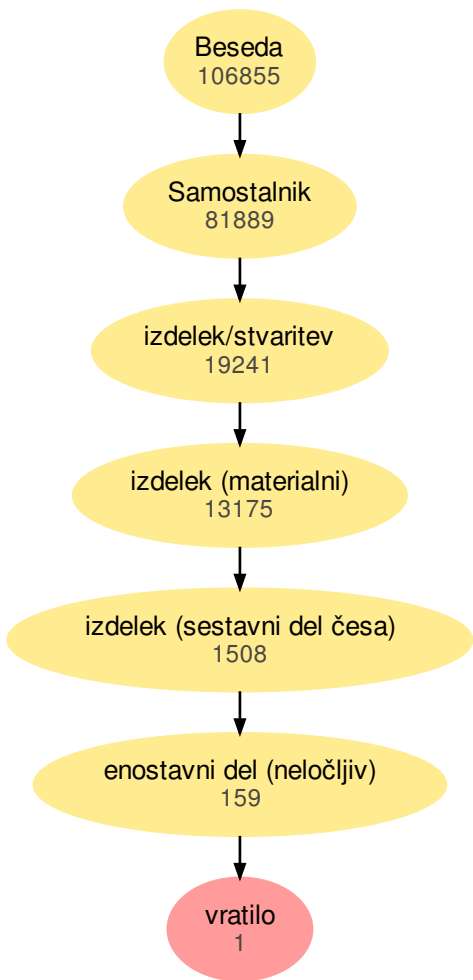 Beseda
106855
Samostalnik
81889
izdelek/stvaritev
19241
izdelek (materialni)
13175
izdelek (sestavni del česa)
1508
enostavni del (neločljiv)
159
vratilo
1